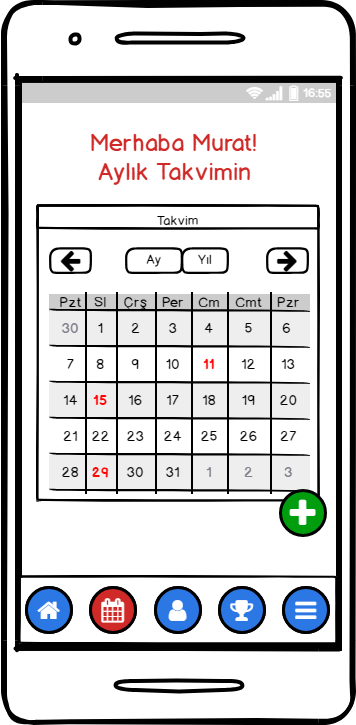 16:55
Merhaba Murat!
Aylık Takvimin
Takvim
Ay Yıl
Pzt Sl Çrş Per Cm Cmt Pzr
30 1 2 3 4 5 6
7 8 9 10 11 12 13
14 15 16 17 18 19 20
21 22 23 24 25 26 27
28 29 30 31 1 2 3